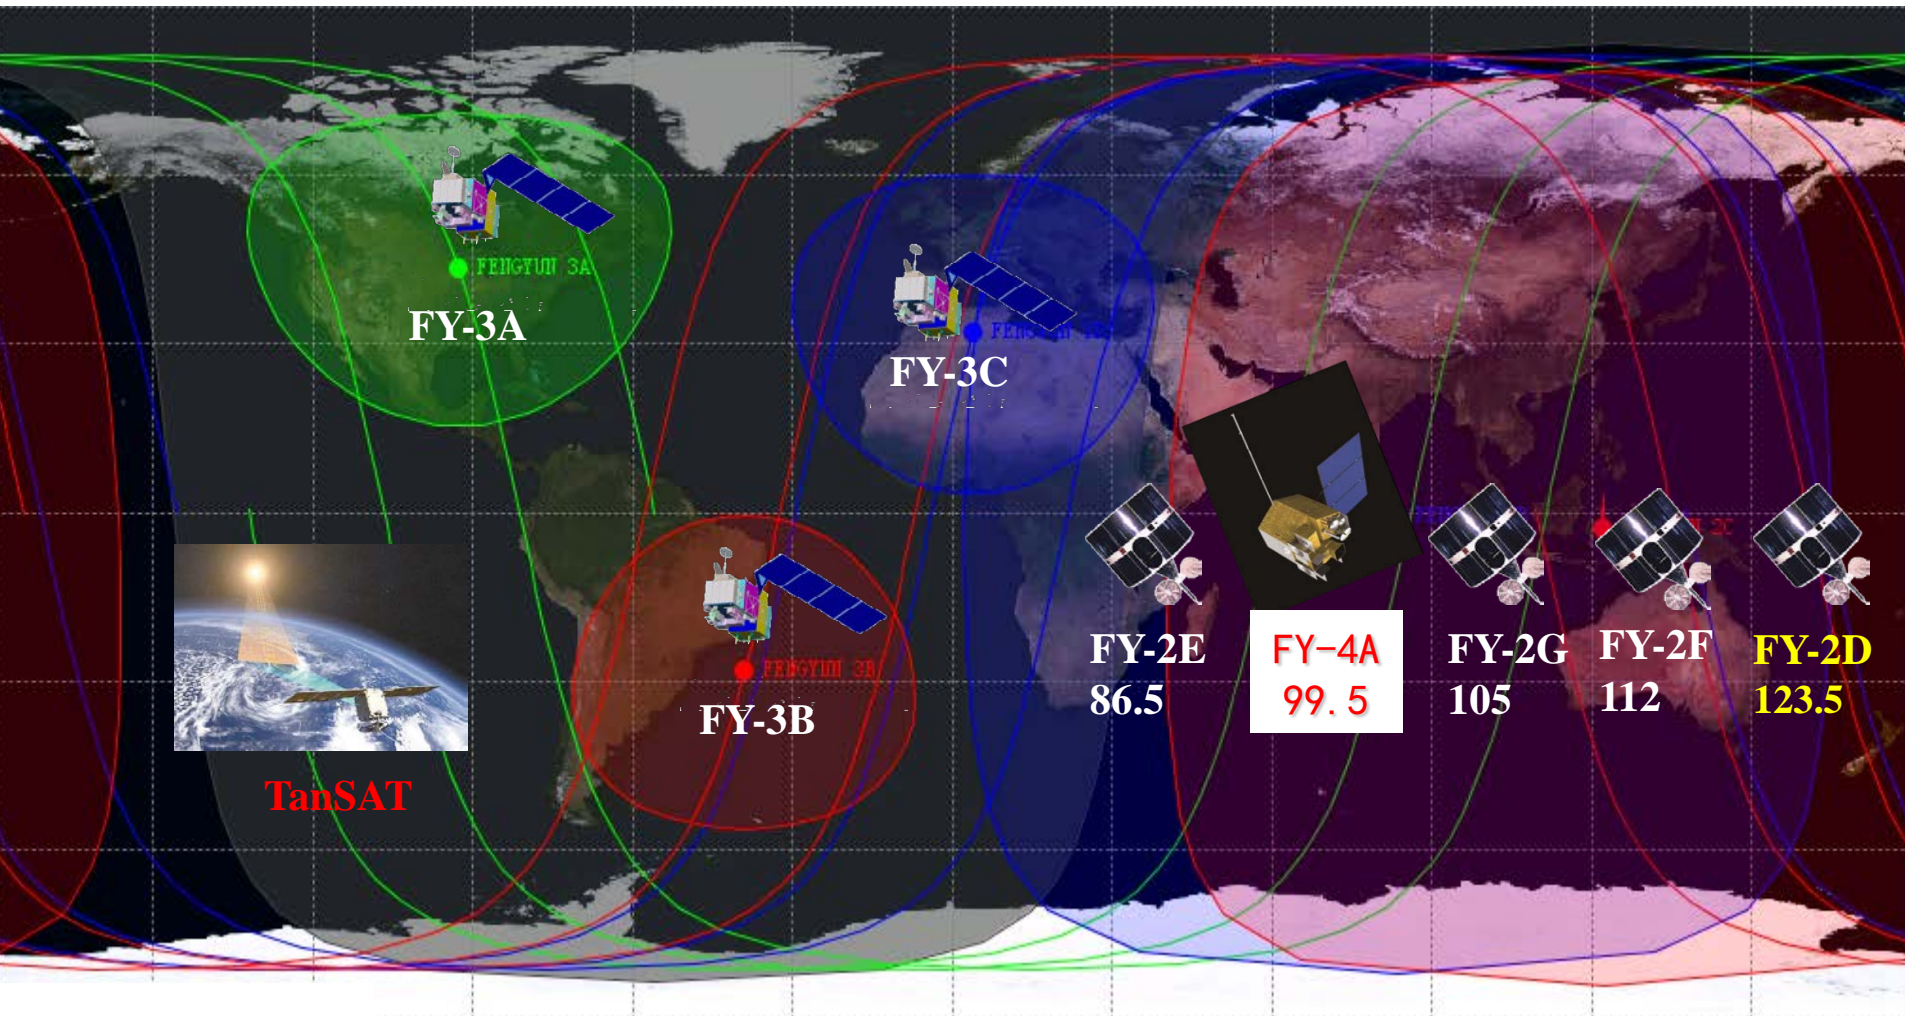 FENGYUN 3A
FY-3A
FY-3C
FENGYUN 3B
FY-3B
TanSAT
FY-2E
86.5
FY-4A
99.5
FY-2G
105
FY-2F
112
FY-2D
123.5